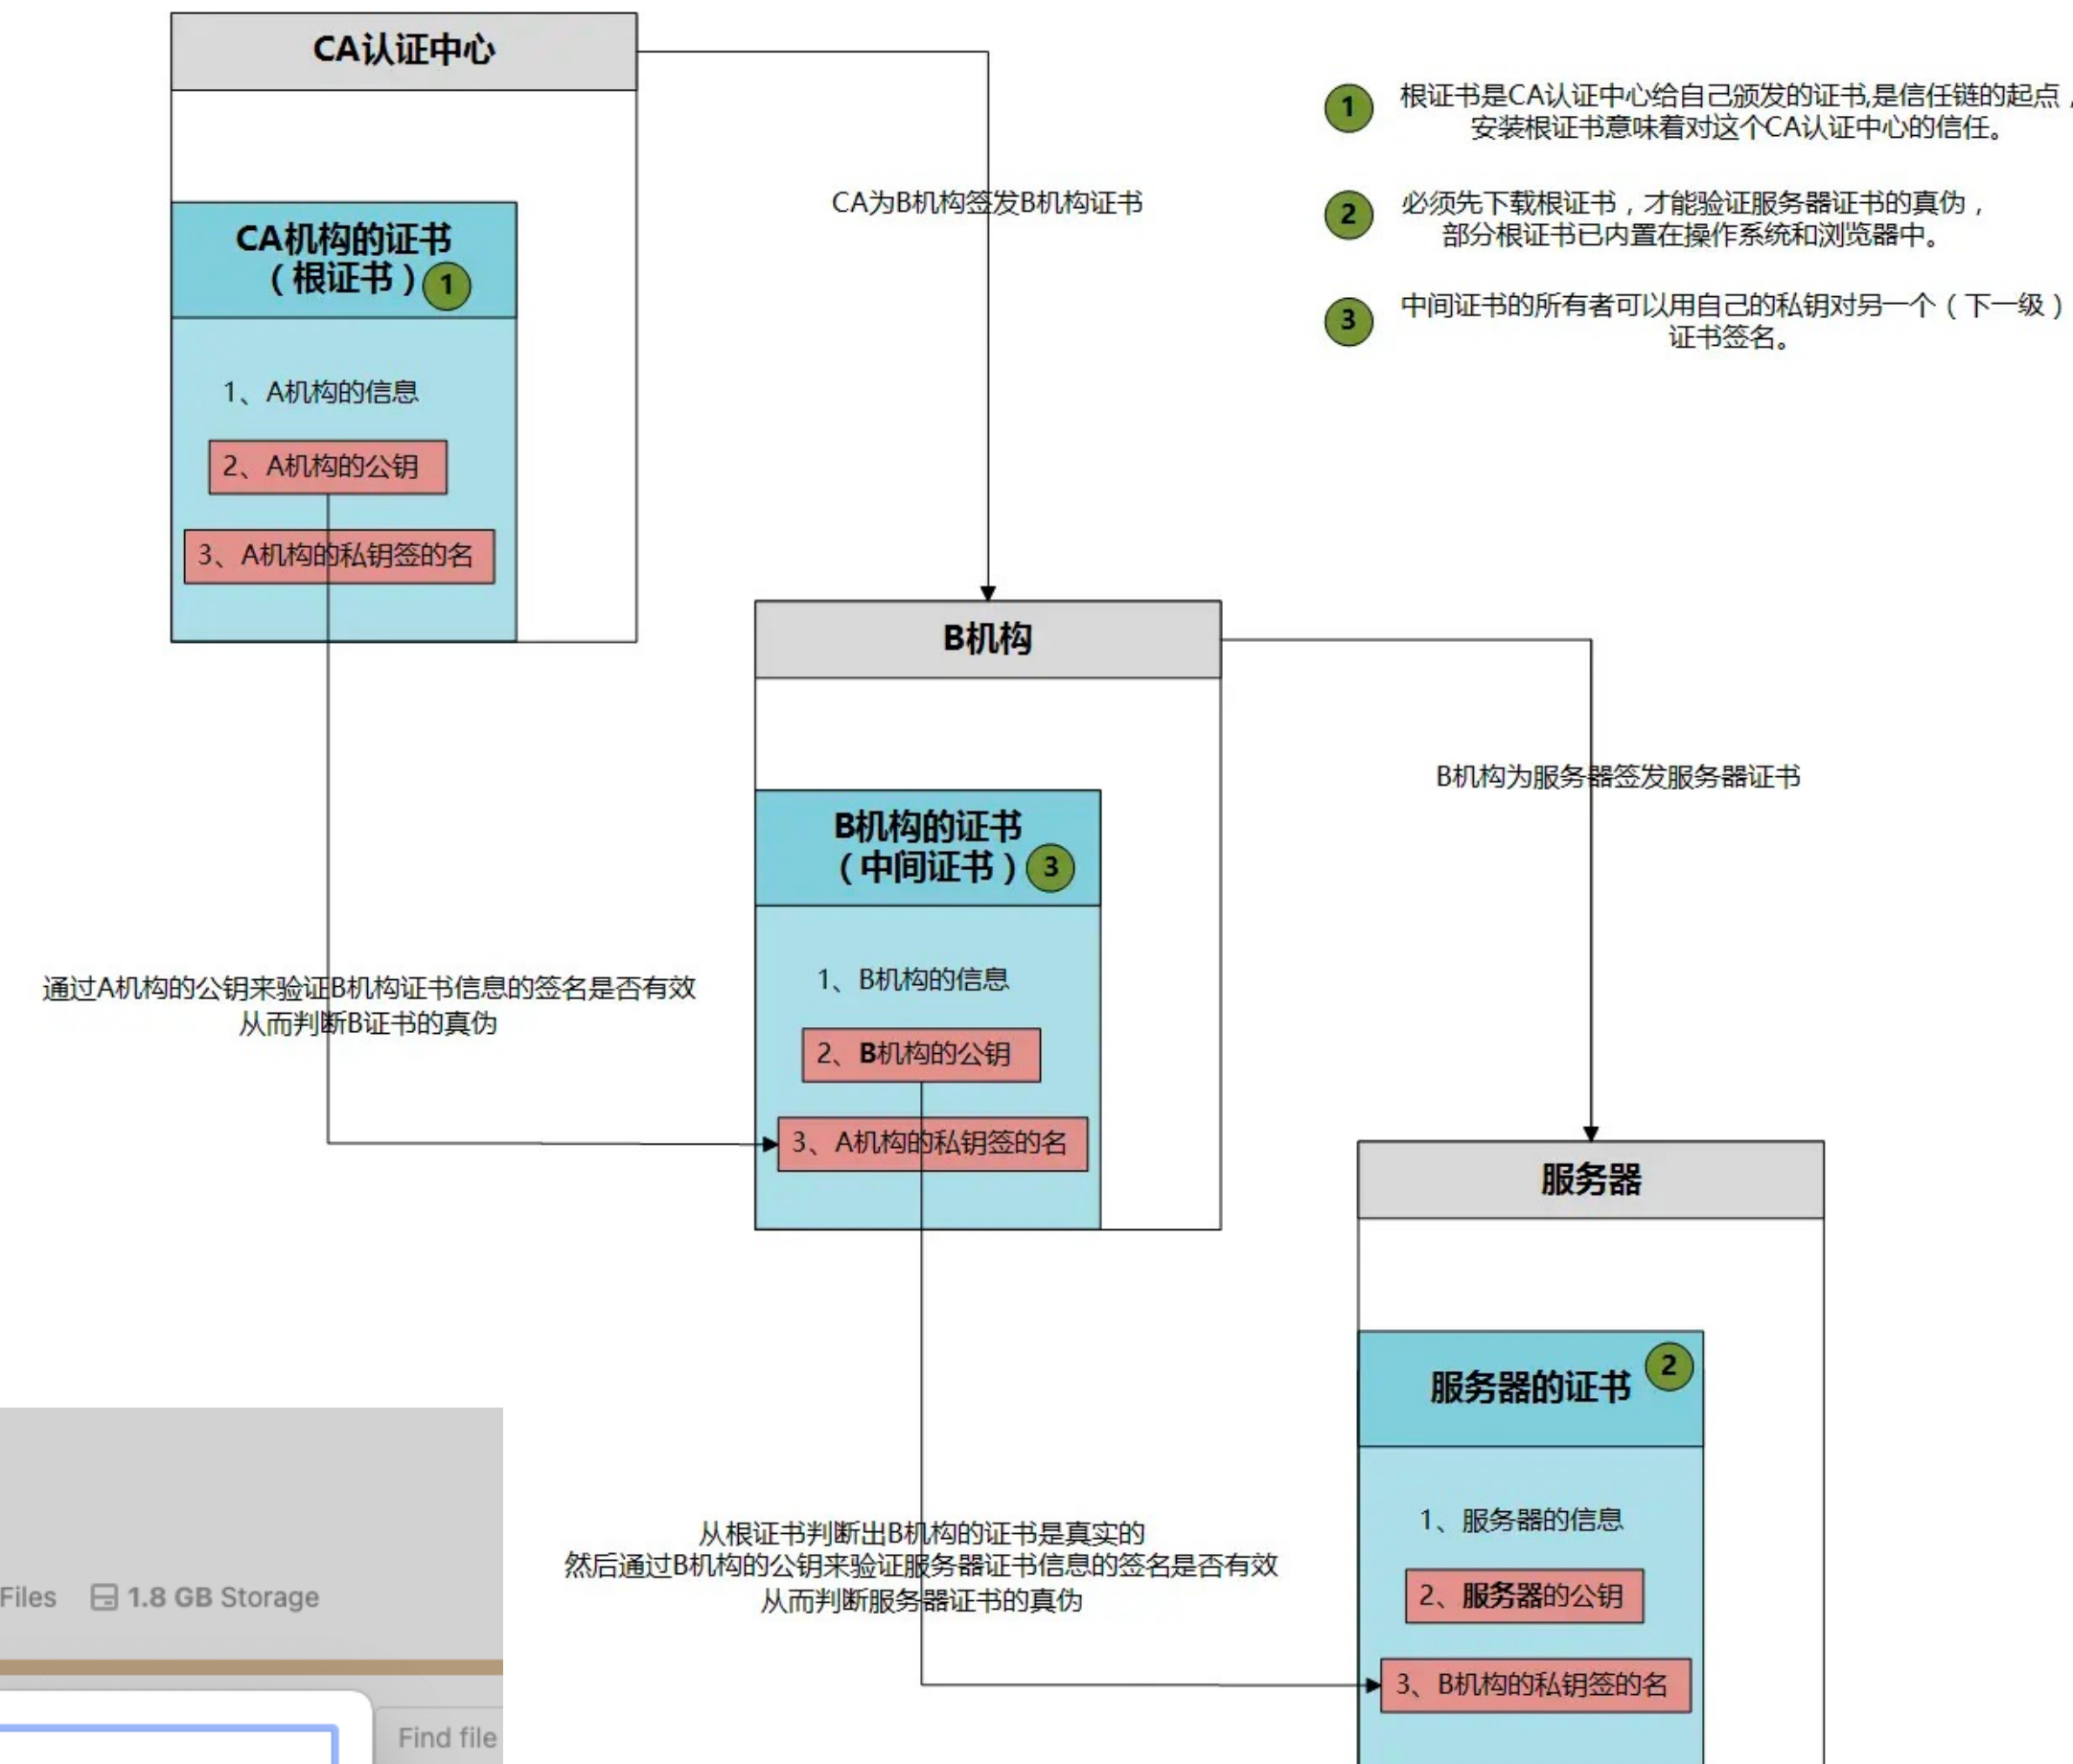 CA认证中心
CA机构的证书
（根证书）
1
1、A机构的信息
2、A机构的公钥
3、A机构的私钥签的名
CA为B机构签发B机构证书
1
根证书是CA认证中心给自己颁发的证书,是信任链的起点，
安装根证书意味着对这个CA认证中心的信任。
2
必须先下载根证书，才能验证服务器证书的真伪，
部分根证书已内置在操作系统和浏览器中。
3
中间证书的所有者可以用自己的私钥对另一个（下一级）
证书签名。
B机构
B机构的证书
（中间证书）
3
1、B机构的信息
2、B机构的公钥
3、A机构的私钥签的名
B机构为服务器签发服务器证书
通过A机构的公钥来验证B机构证书信息的签名是否有效
从而判断B证书的真伪
服务器
服务器的证书
2
1、服务器的信息
2、服务器的公钥
3、B机构的私钥签的名
从根证书判断出B机构的证书是真实的
然后通过B机构的公钥来验证服务器证书信息的签名是否有效
从而判断服务器证书的真伪
Files 1.8 GB Storage
Find file